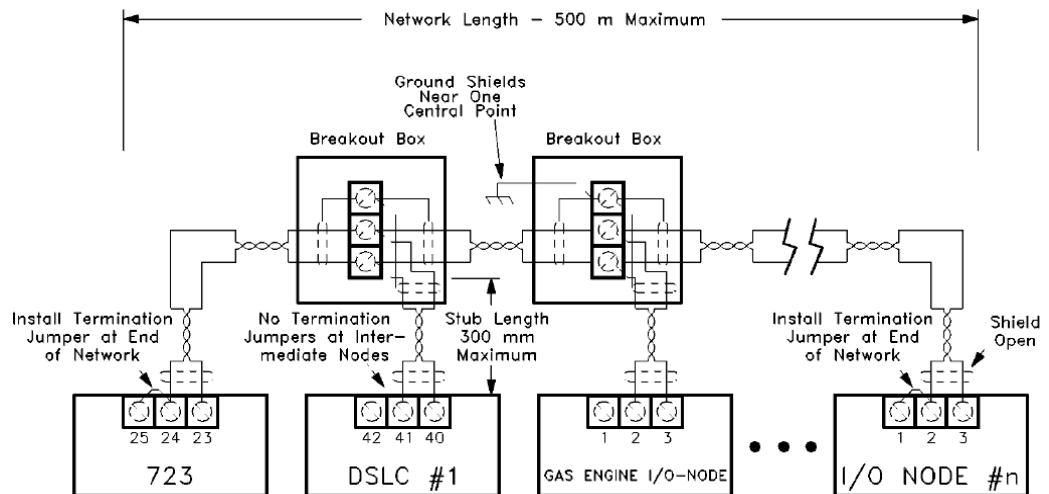 Network Length - 500 m Maximum
Ground Shields
Near One
Central Point
Breakout Box
Breakout Box
Install Termination
Jumper at End
of Network
No Termination
Jumpers at Inter-
mediate Nodes
Stub Length
300 mm
Maximum
Install Termination
Jumper at End
of Network
Shield
Open
25 24 23
42 41 40
1 2 3
1 2 3
723
DSLC #1
GAS ENGINE I/O-NODE
I/O NODE #n